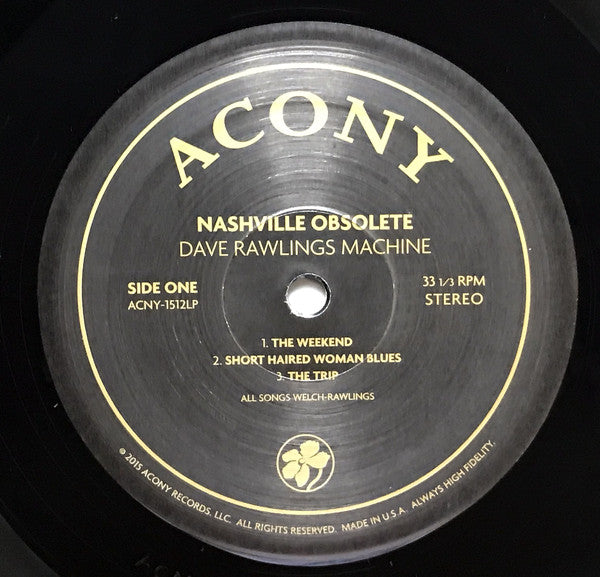 ACONY
NASHVILLE OBSOLETE
DAVE RAWLINGS MACHINE
SIDE ONE
ACNY-1512LP
33 1/3 RPM
STEREO
1. THE WEEKEND
2. SHORT HAIRED WOMAN BLUES
3. THE TRIP
ALL SONGS WELCH-RAWLINGS
℗ 2015 ACONY RECORDS, LLC. ALL RIGHTS RESERVED. MADE IN U.S.A. ALWAYS HIGH FIDELITY.